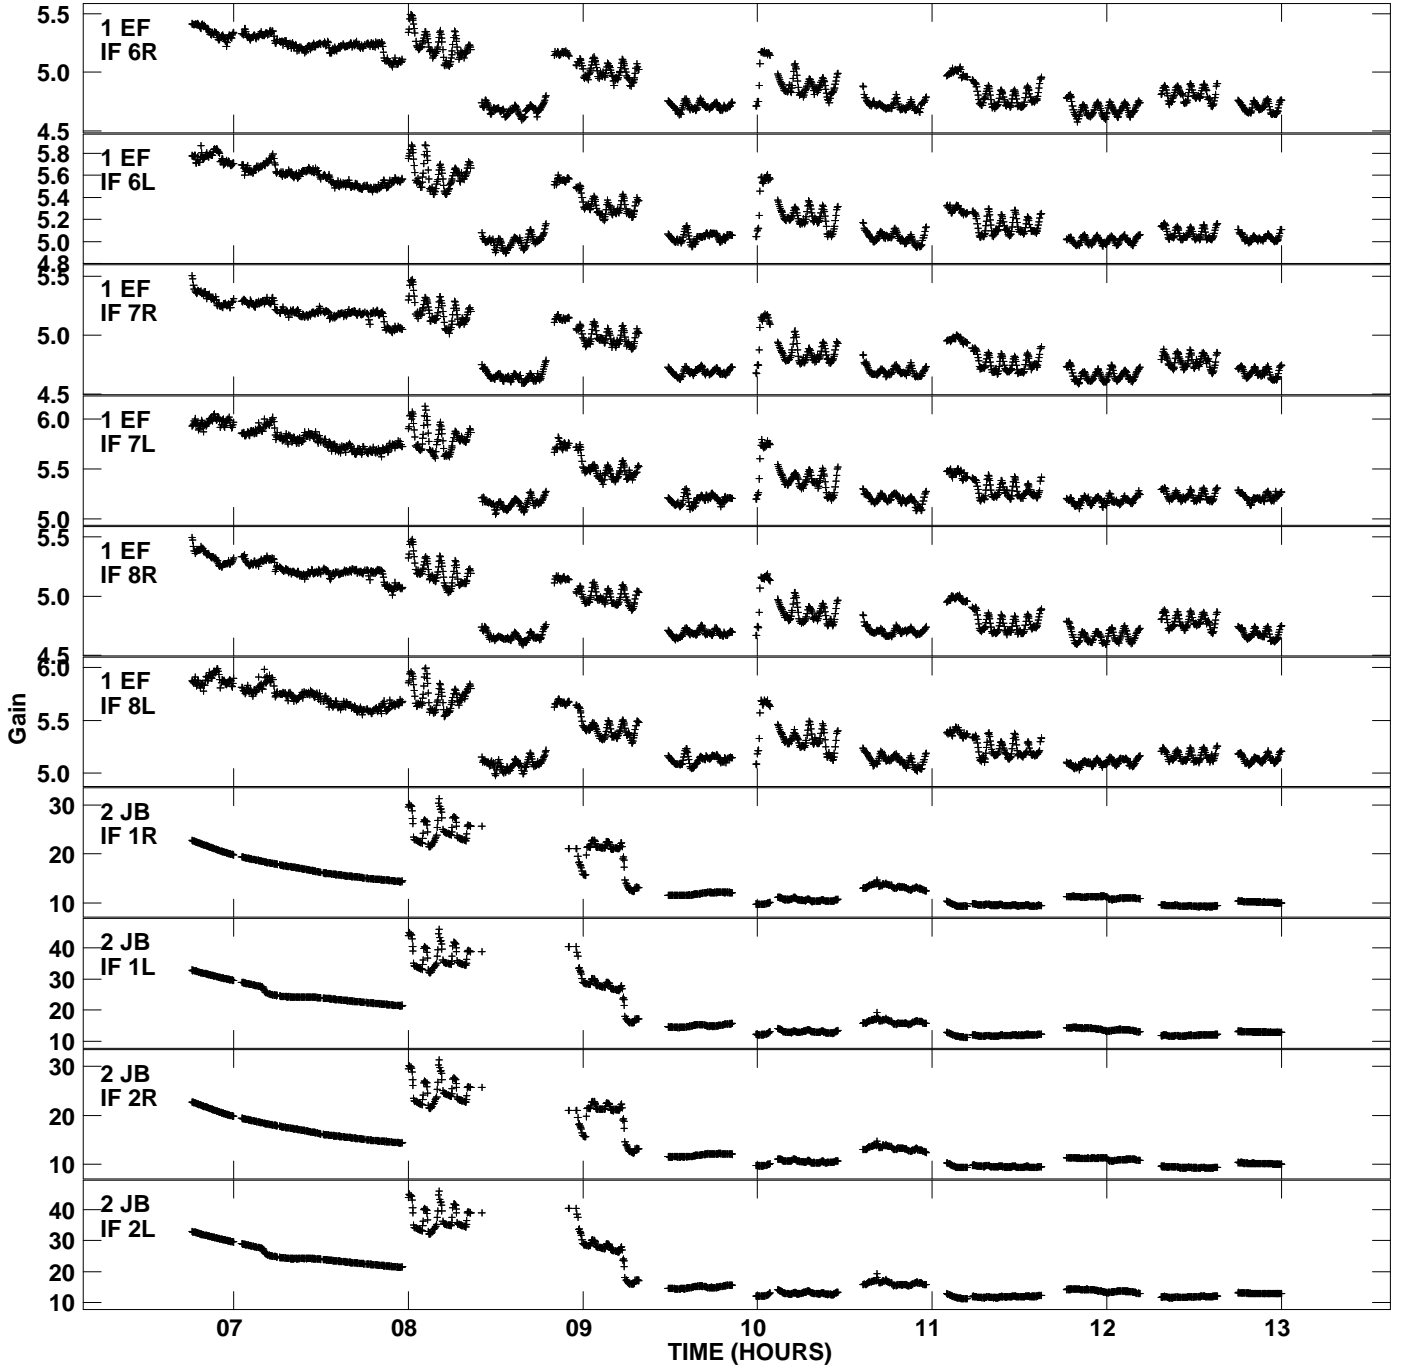 5.5
1 EF
IF 6R
5.0
4.5
5.8
1 EF
IF 6L
5.6
5.4
5.2
5.0
4.8
5.5
1 EF
IF 7R
5.0
4.5
6.0
1 EF
IF 7L
5.5
5.0
5.5
1 EF
IF 8R
5.0
4.5
6.0
1 EF
IF 8L
5.5
5.0
Gain
30
2 JB
IF 1R
20
10
40
2 JB
IF 1L
30
20
10
30
2 JB
IF 2R
20
10
40
2 JB
IF 2L
30
20
10
07 08 09 10 11 12 13
TIME (HOURS)